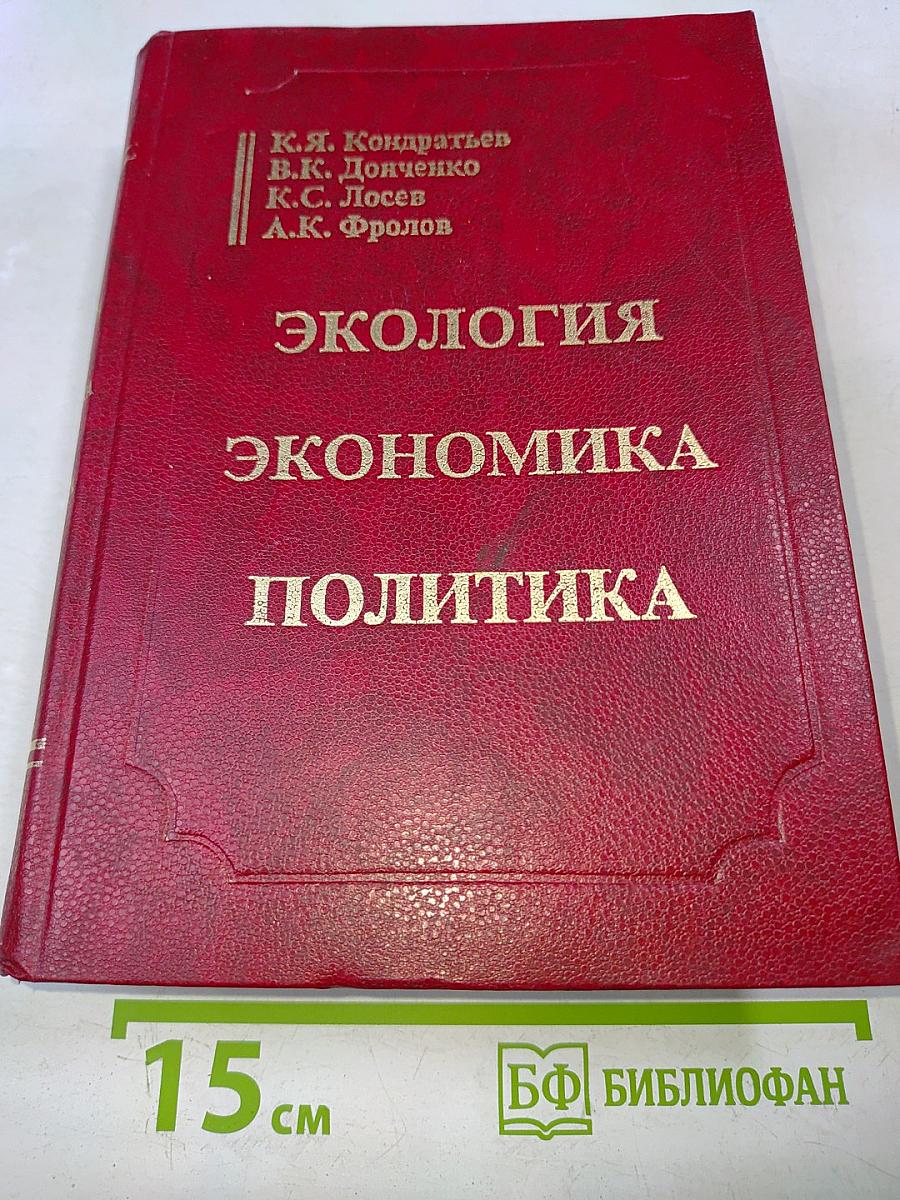 К.Я. Кондратьев
В.К. Донченко
К.С. Лосев
А.К. Фролов
ЭКОЛОГИЯ
ЭКОНОМИКА
ПОЛИТИКА
15 см
БФ БИБЛИОФАН